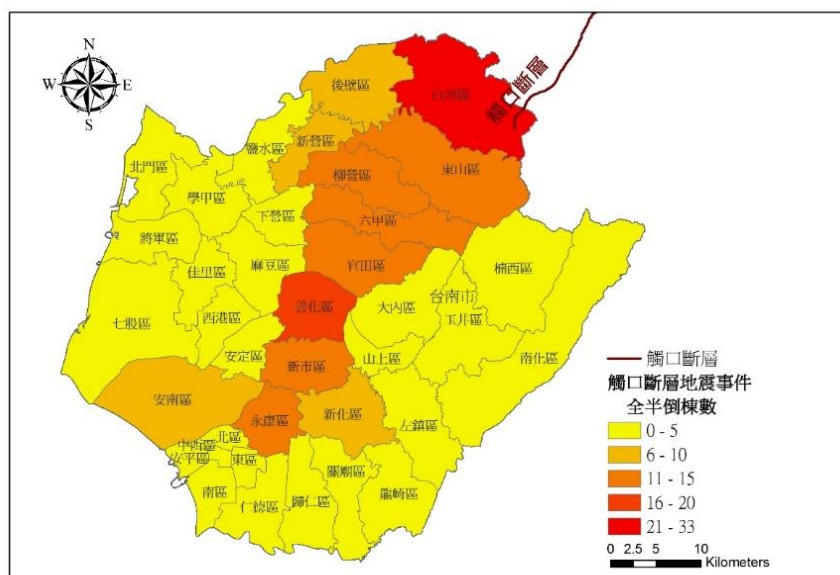 N
W E
S
觸口斷層
後壁區
白河區
鹽水區
新營區
北門區
學甲區
柳營區
東山區
下營區
六甲區
將軍區
佳里區
麻豆區
官田區
楠西區
七股區
西港區
善化區
大內區
台南市
玉井區
安定區
山上區
南化區
新市區
安南區
永康區
新化區
左鎮區
北區
中西區
安平區
東區
關廟區
南區
仁德區
歸仁區
龍崎區
觸口斷層
觸口斷層地震事件
全半倒棟數
0 - 5
6 - 10
11 - 15
16 - 20
21 - 33
0 2.5 5 10
Kilometers